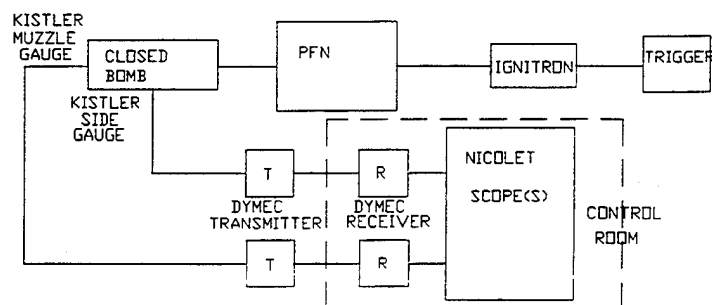 KISTLER
MUZZLE
GAUGE
CLOSED
BOMB
PFN
IGNITRON
TRIGGER
KISTLER
SIDE
GAUGE
T
R
NICOLET
SCOPE(S)
DYMEC
TRANSMITTER
DYMEC
RECEIVER
CONTROL
ROOM
T
R